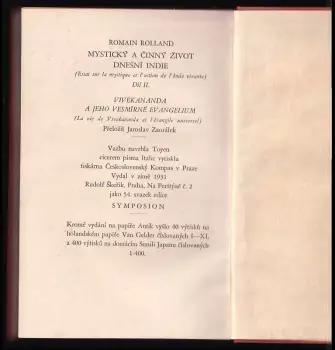 ROMAIN ROLLAND
MYSTICKÝ A ČINNÝ ŽIVOT
DNEŠNÍ INDIE
(Essai sur la mystique et l'action de l'Inde vivante)
Díl II.
VIVEKANANDA
A JEHO VESMÍRNÉ EVANGELIUM
(La vie de Vivekananda et l'évangile universel)
Přeložil Jaroslav Zaorálek
Vazbu navrhla Toyen
cicerem písma Italic vytiskla
tiskárna Československý Kompas v Praze
Vydal v zimě 1931
Rudolf Škeřík, Praha, Na Perštýně č. 2
jako 54. svazek edice
SYMPOSION
Kromě vydání na papíře Antik vyšlo 40 výtisků na
holandském papíře Van Gelder číslovaných I—XL
a 400 výtisků na domácím Simili Japanu číslovaných
1-400.